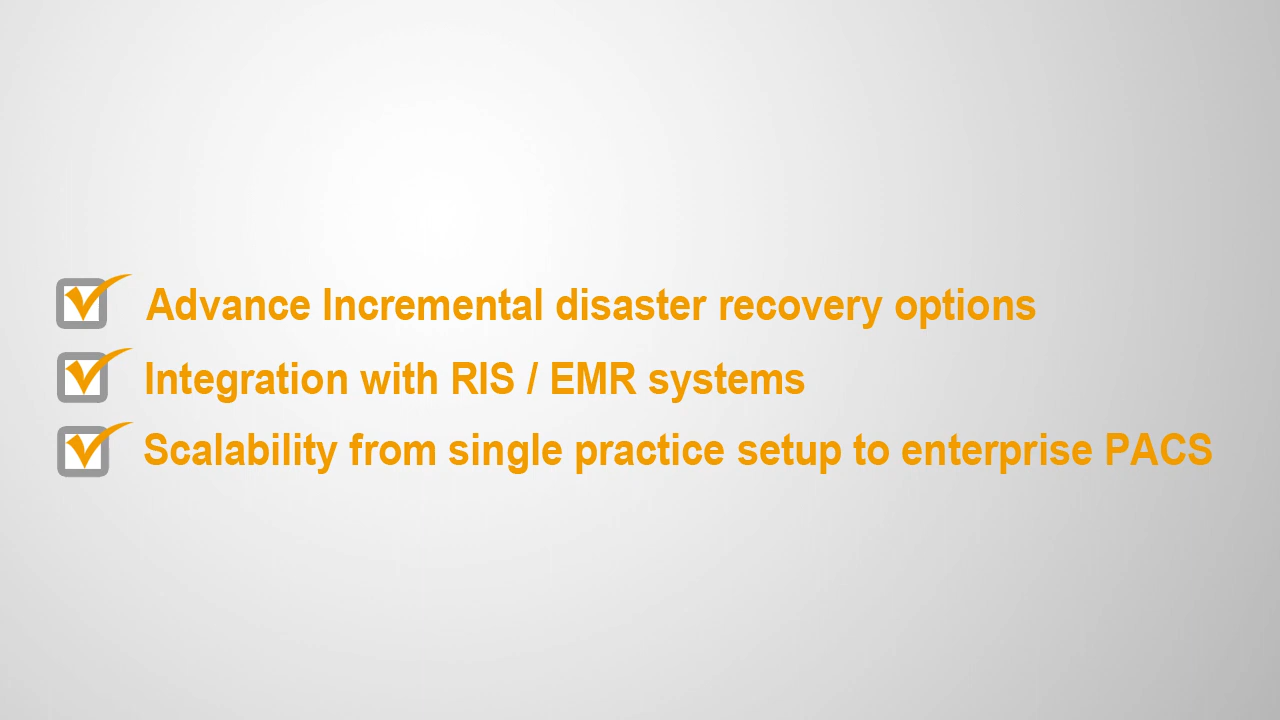 Advance Incremental disaster recovery options
Integration with RIS / EMR systems
Scalability from single practice setup to enterprise PACS